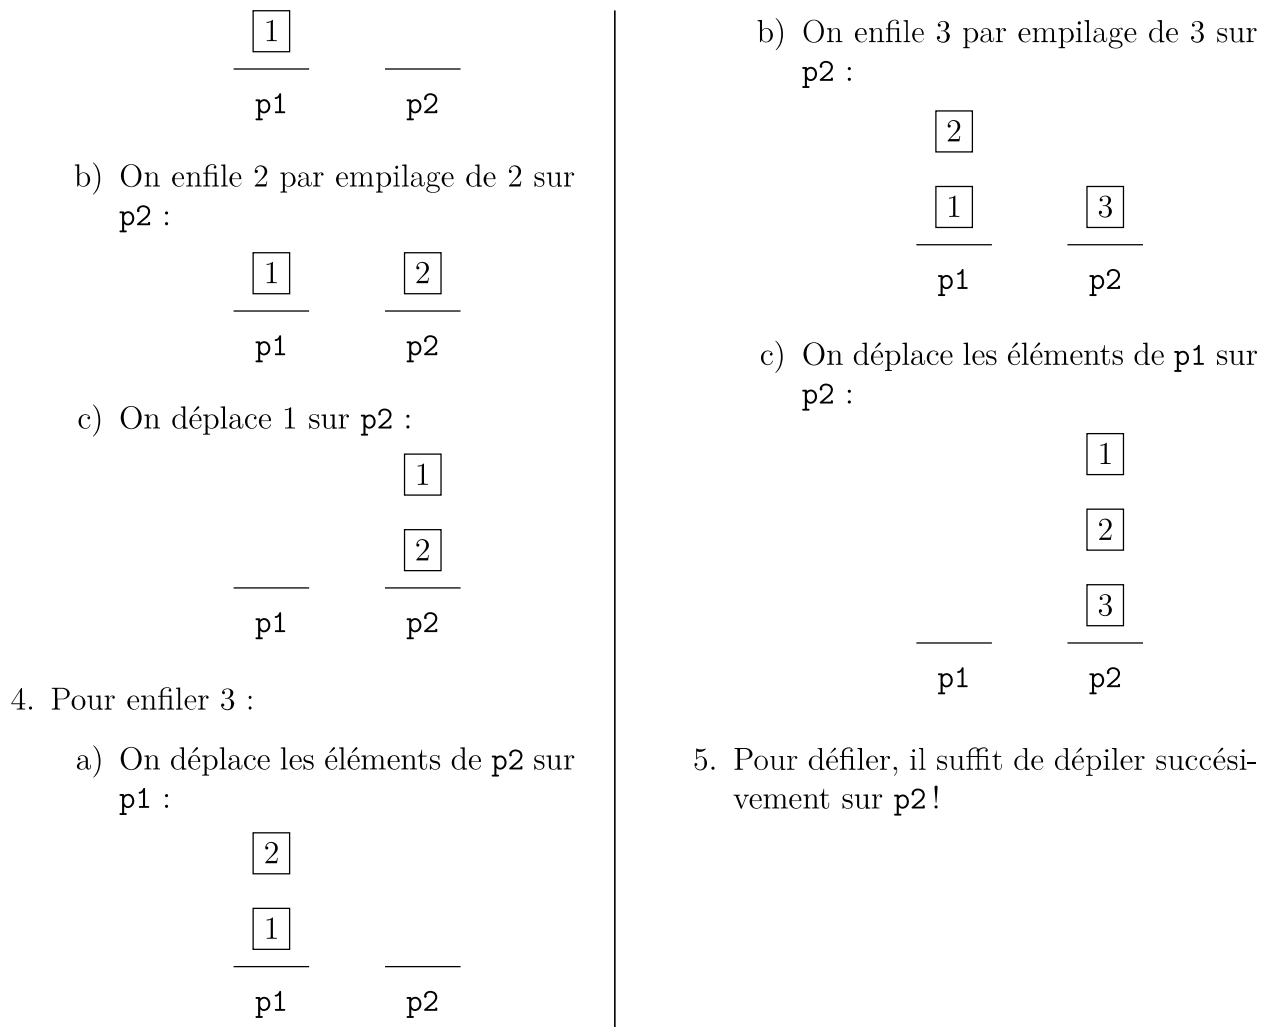 1
p1 p2
b) On enfile 2 par empilage de 2 sur
p2 :
1 2
p1 p2
c) On déplace 1 sur p2 :
1
2
p1 p2
4. Pour enfiler 3 :
a) On déplace les éléments de p2 sur
p1 :
2
1
p1 p2
b) On enfile 3 par empilage de 3 sur
p2 :
2
1 3
p1 p2
c) On déplace les éléments de p1 sur
p2 :
1
2
3
p1 p2
5. Pour défiler, il suffit de dépiler succési-
vement sur p2 !